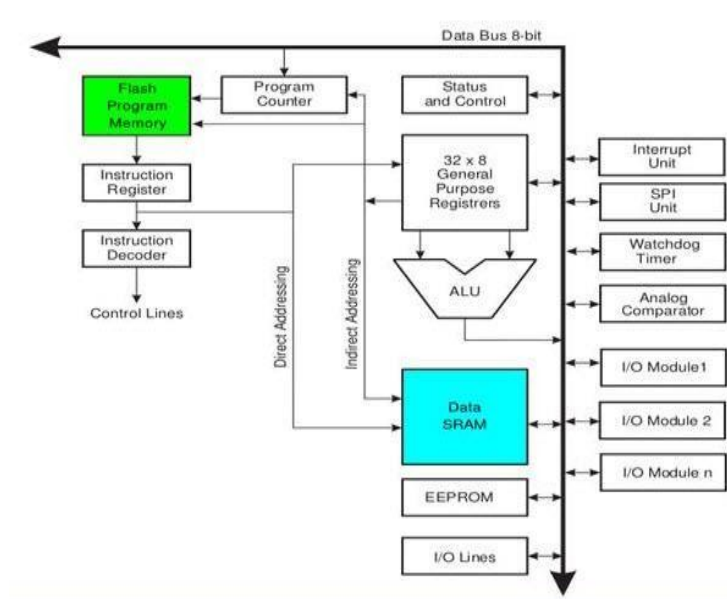 Data Bus 8-bit
Flash
Program
Memory
Program
Counter
Status
and Control
32 x 8
General
Purpose
Registrers
Interrupt
Unit
Instruction
Register
SPI
Unit
Instruction
Decoder
Watchdog
Timer
Control Lines
Direct Addressing
Indirect Addressing
ALU
Analog
Comparator
I/O Module1
Data
SRAM
I/O Module 2
I/O Module n
EEPROM
I/O Lines